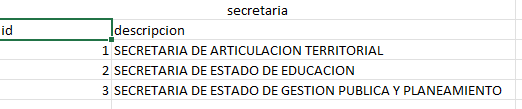 secretaria
id descripcion
1 SECRETARIA DE ARTICULACION TERRITORIAL
2 SECRETARIA DE ESTADO DE EDUCACION
3 SECRETARIA DE ESTADO DE GESTION PUBLICA Y PLANEAMIENTO